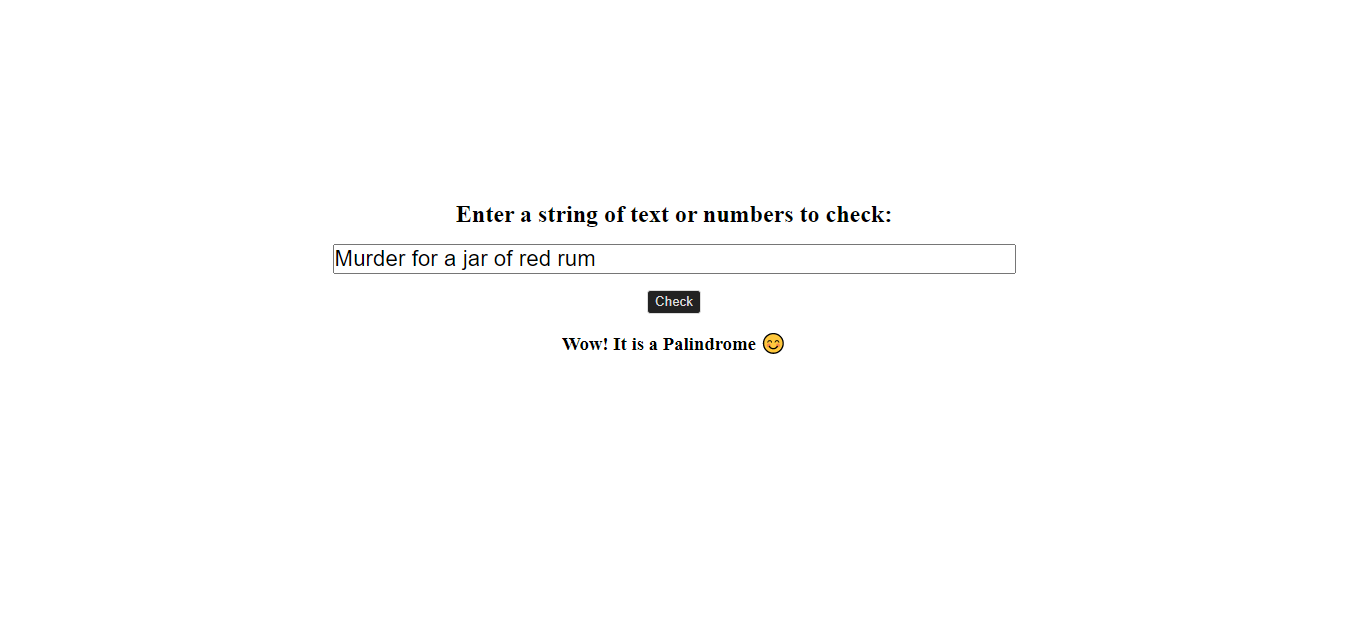 Enter a string of text or numbers to check:
Murder for a jar of red rum
Check
Wow! It is a Palindrome 😊